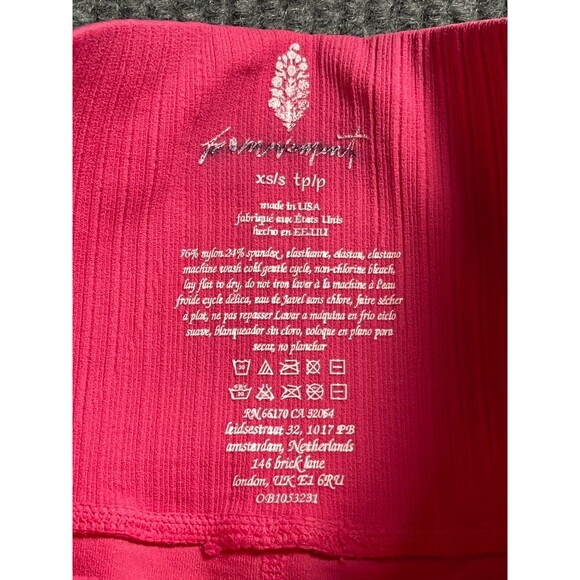 fp movement
xs/s tp/p
made in USA
fabriqué aux États Unis
hecho en EE.UU
76% nylon 24% spandex, elasthanne, elastan, elastano
machine wash cold gentle cycle, non-chlorine bleach,
lay flat to dry, do not iron laver à la machine à l'eau
froide cycle délica, eau de Javel sans chlore, faire sécher
à plat, ne pas repasser Lavar a máquina en frío ciclo
suave, blanqueador sin cloro, coloque en plano para
secar, no planchar
RN 66170 CA 32064
leidsestraat 32, 1017 PB
amsterdam, Netherlands
146 brick lane
london, UK E1 6RU
OB1053231